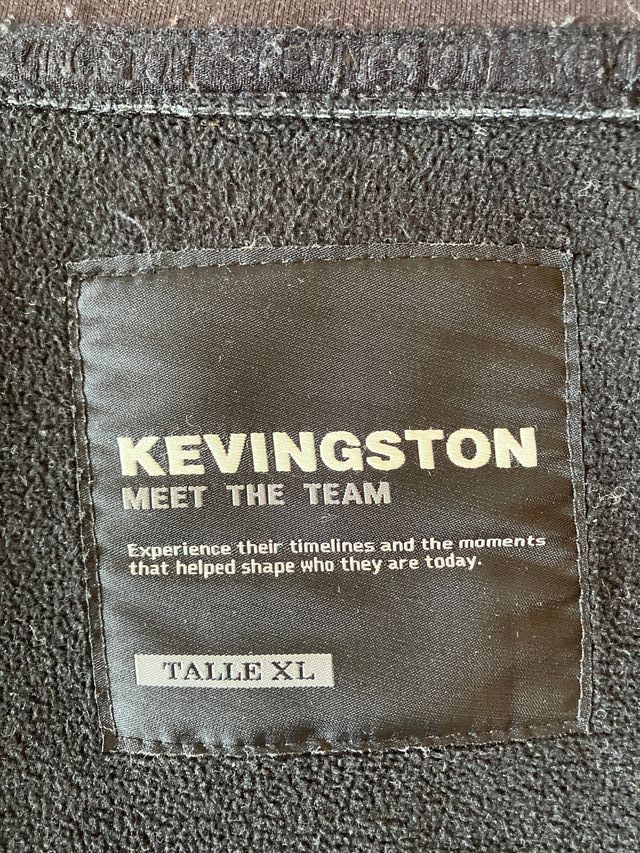 KEVINGSTON
KEVINGSTON
MEET THE TEAM
Experience their timelines and the moments
that helped shape who they are today.
TALLE XL